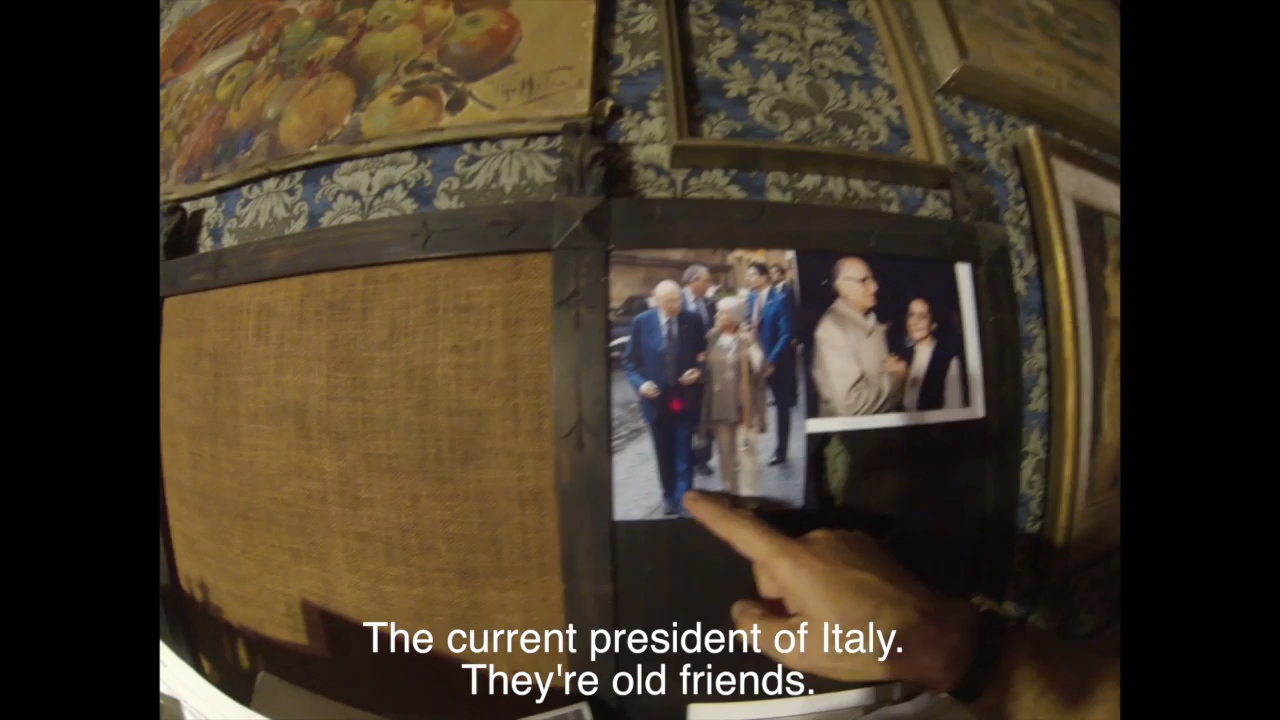 The current president of Italy.
They're old friends.